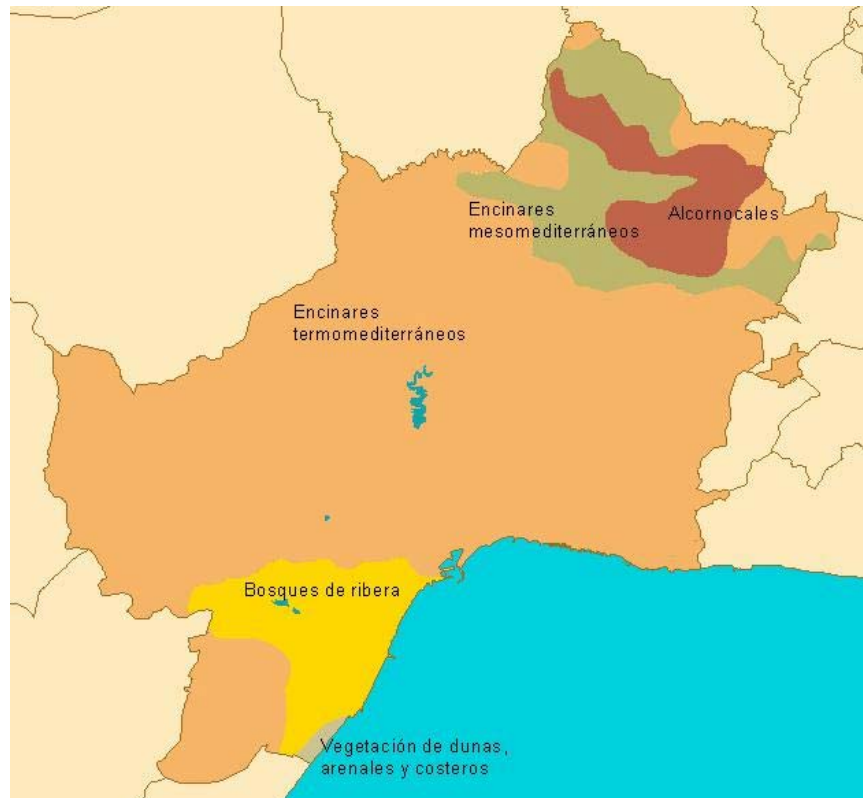 Encinares
mesomediterráneos
Alcornocales
Encinares
termomediterráneos
Bosques de ribera
Vegetación de dunas,
arenales y costeros